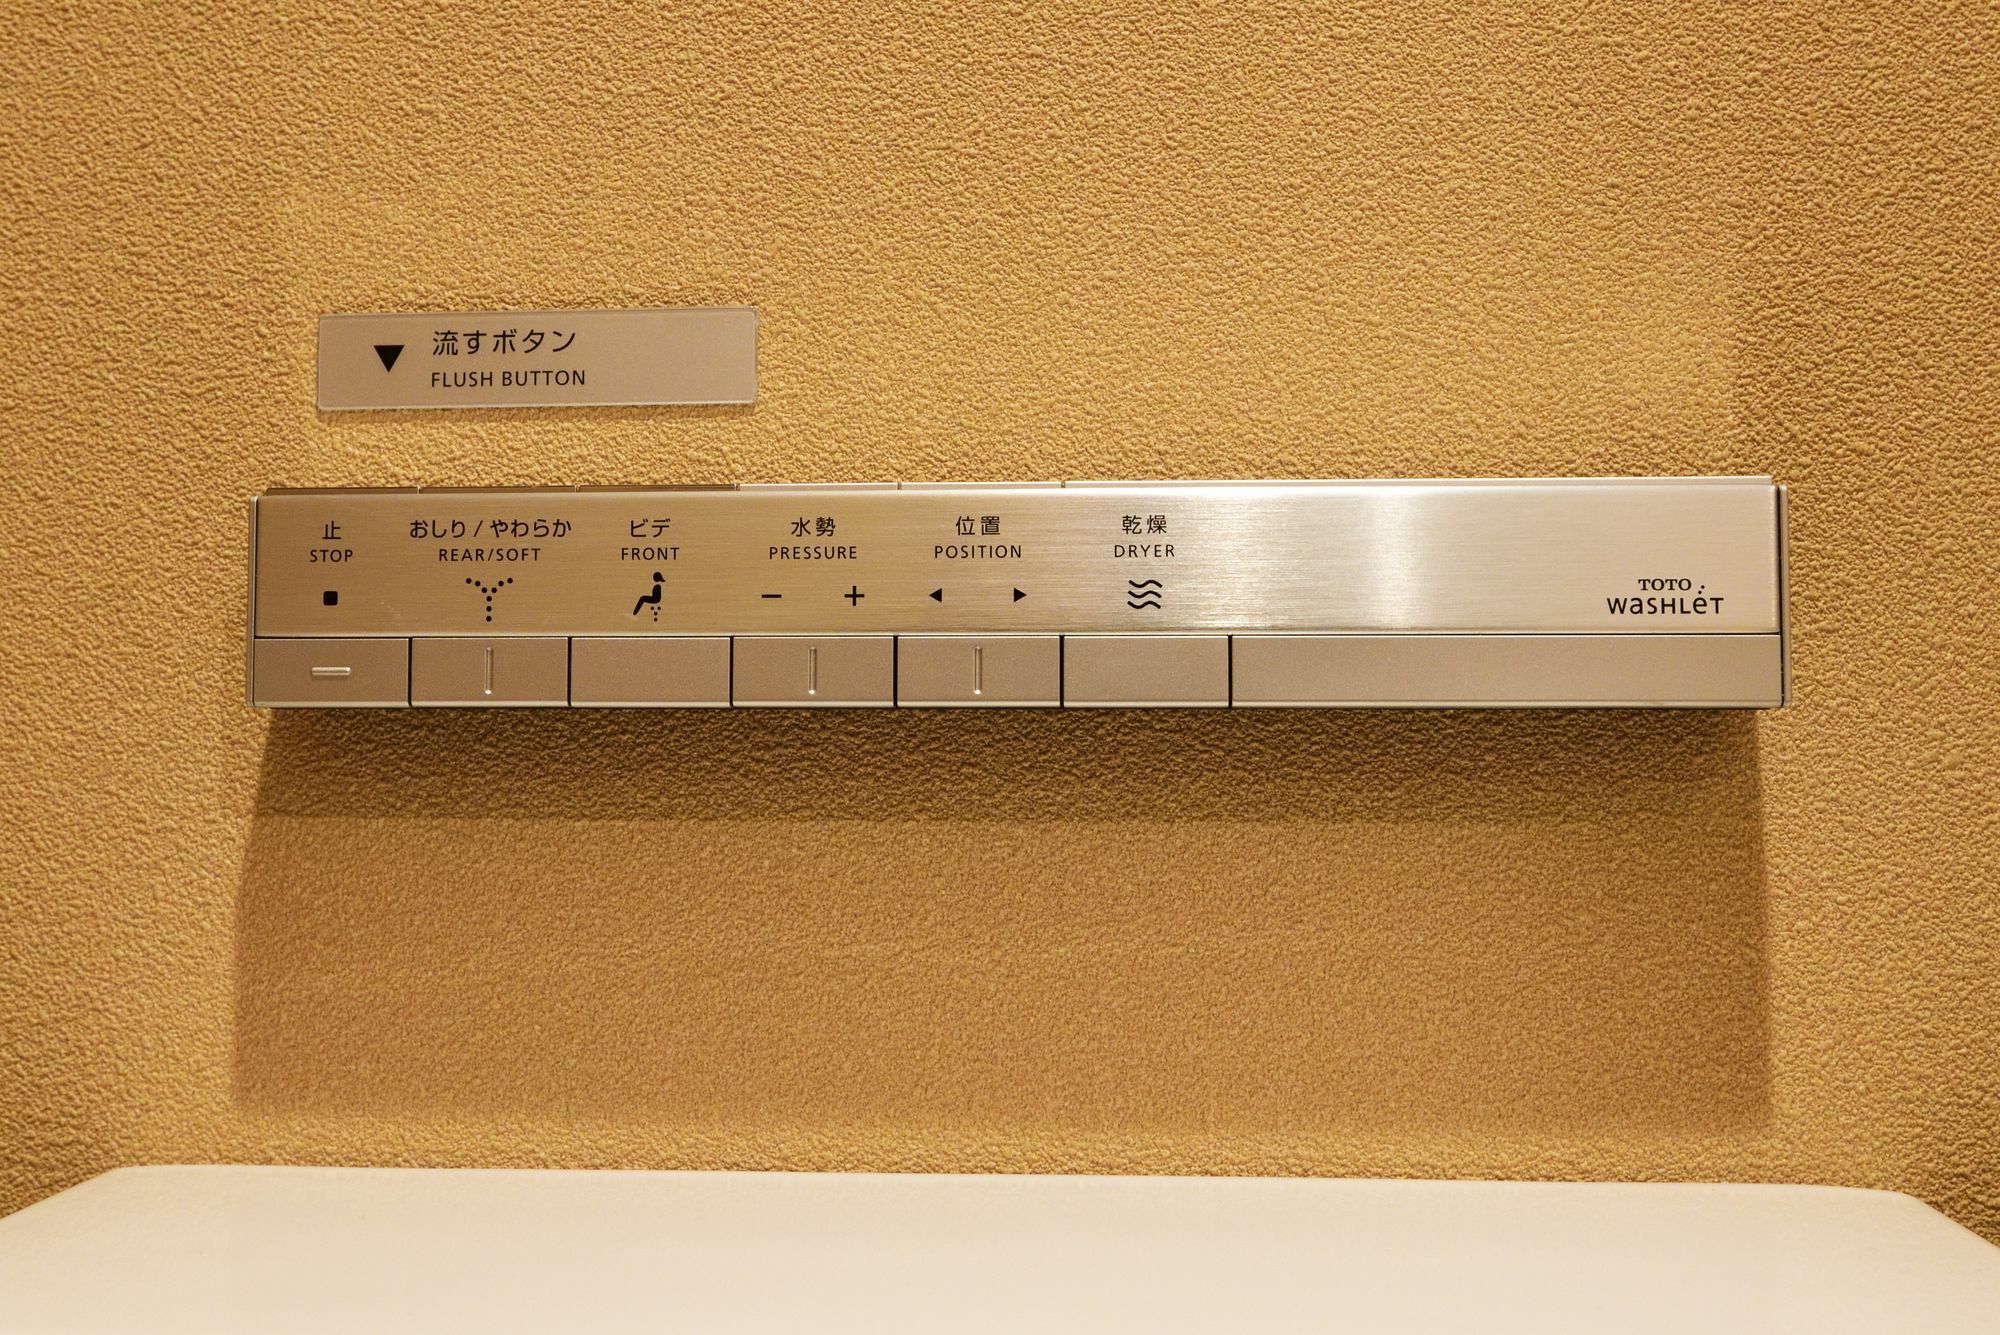 流すボタン
FLUSH BUTTON
止 おしり / やわらか ビデ 水勢 位置 乾燥
STOP REAR/SOFT FRONT PRESSURE POSITION DRYER
− +
TOTO
WASHLET